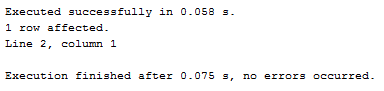 Executed successfully in 0.058 s.
1 row affected.
Line 2, column 1
Execution finished after 0.075 s, no errors occurred.